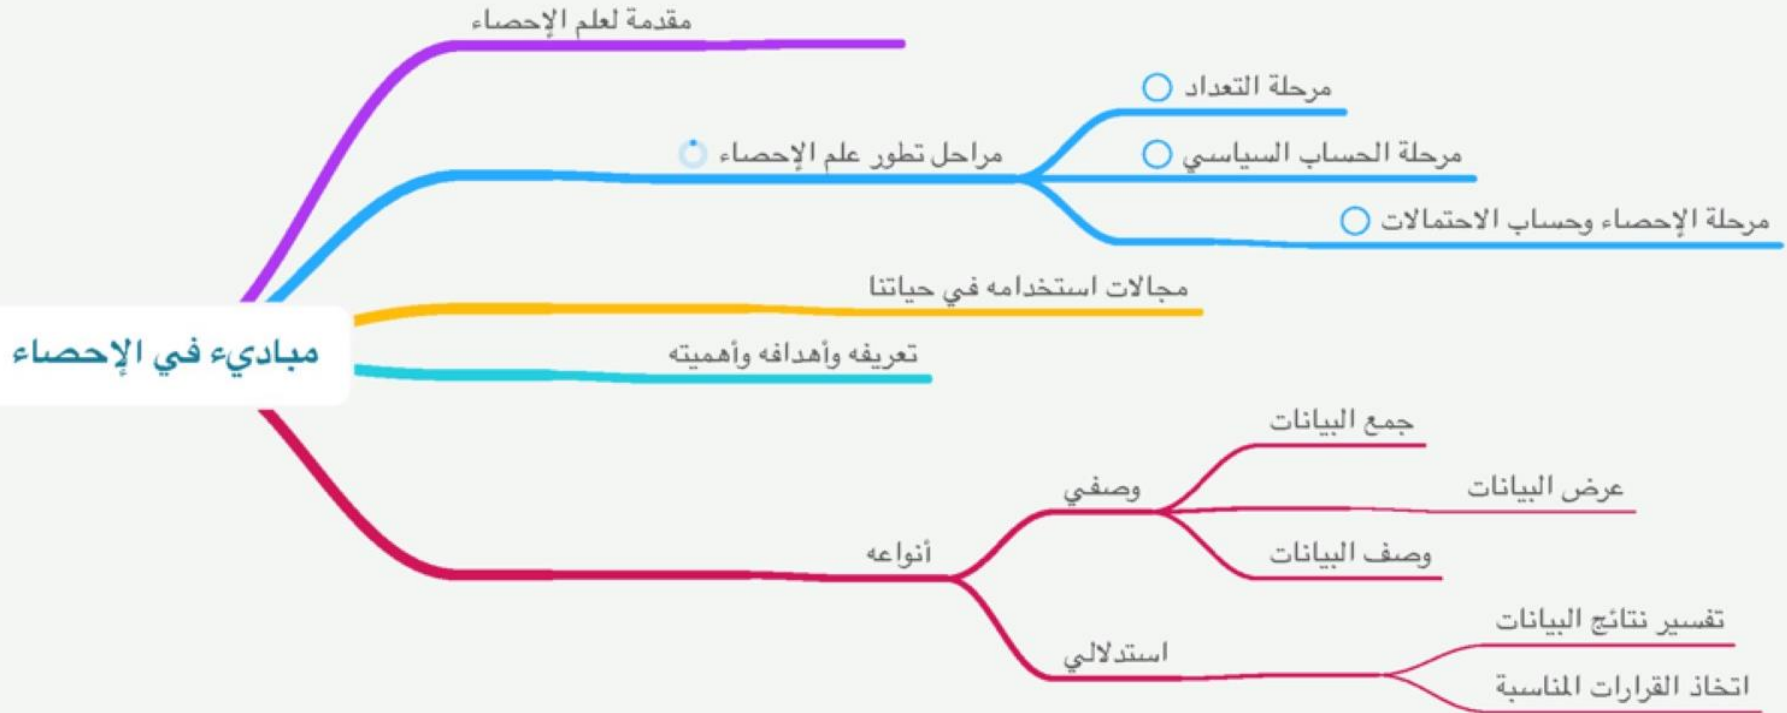 مقدمة لعلم الإحصاء
مرحلة التعداد
مراحل تطور علم الإحصاء
مرحلة الحساب السياسي
مرحلة الإحصاء وحساب الاحتمالات
مجالات استخدامه في حياتنا
مباديء في الإحصاء
تعريفه وأهدافه وأهميته
جمع البيانات
وصفي
عرض البيانات
أنواعه
وصف البيانات
تفسير نتائج البيانات
استدلالي
اتخاذ القرارات المناسبة